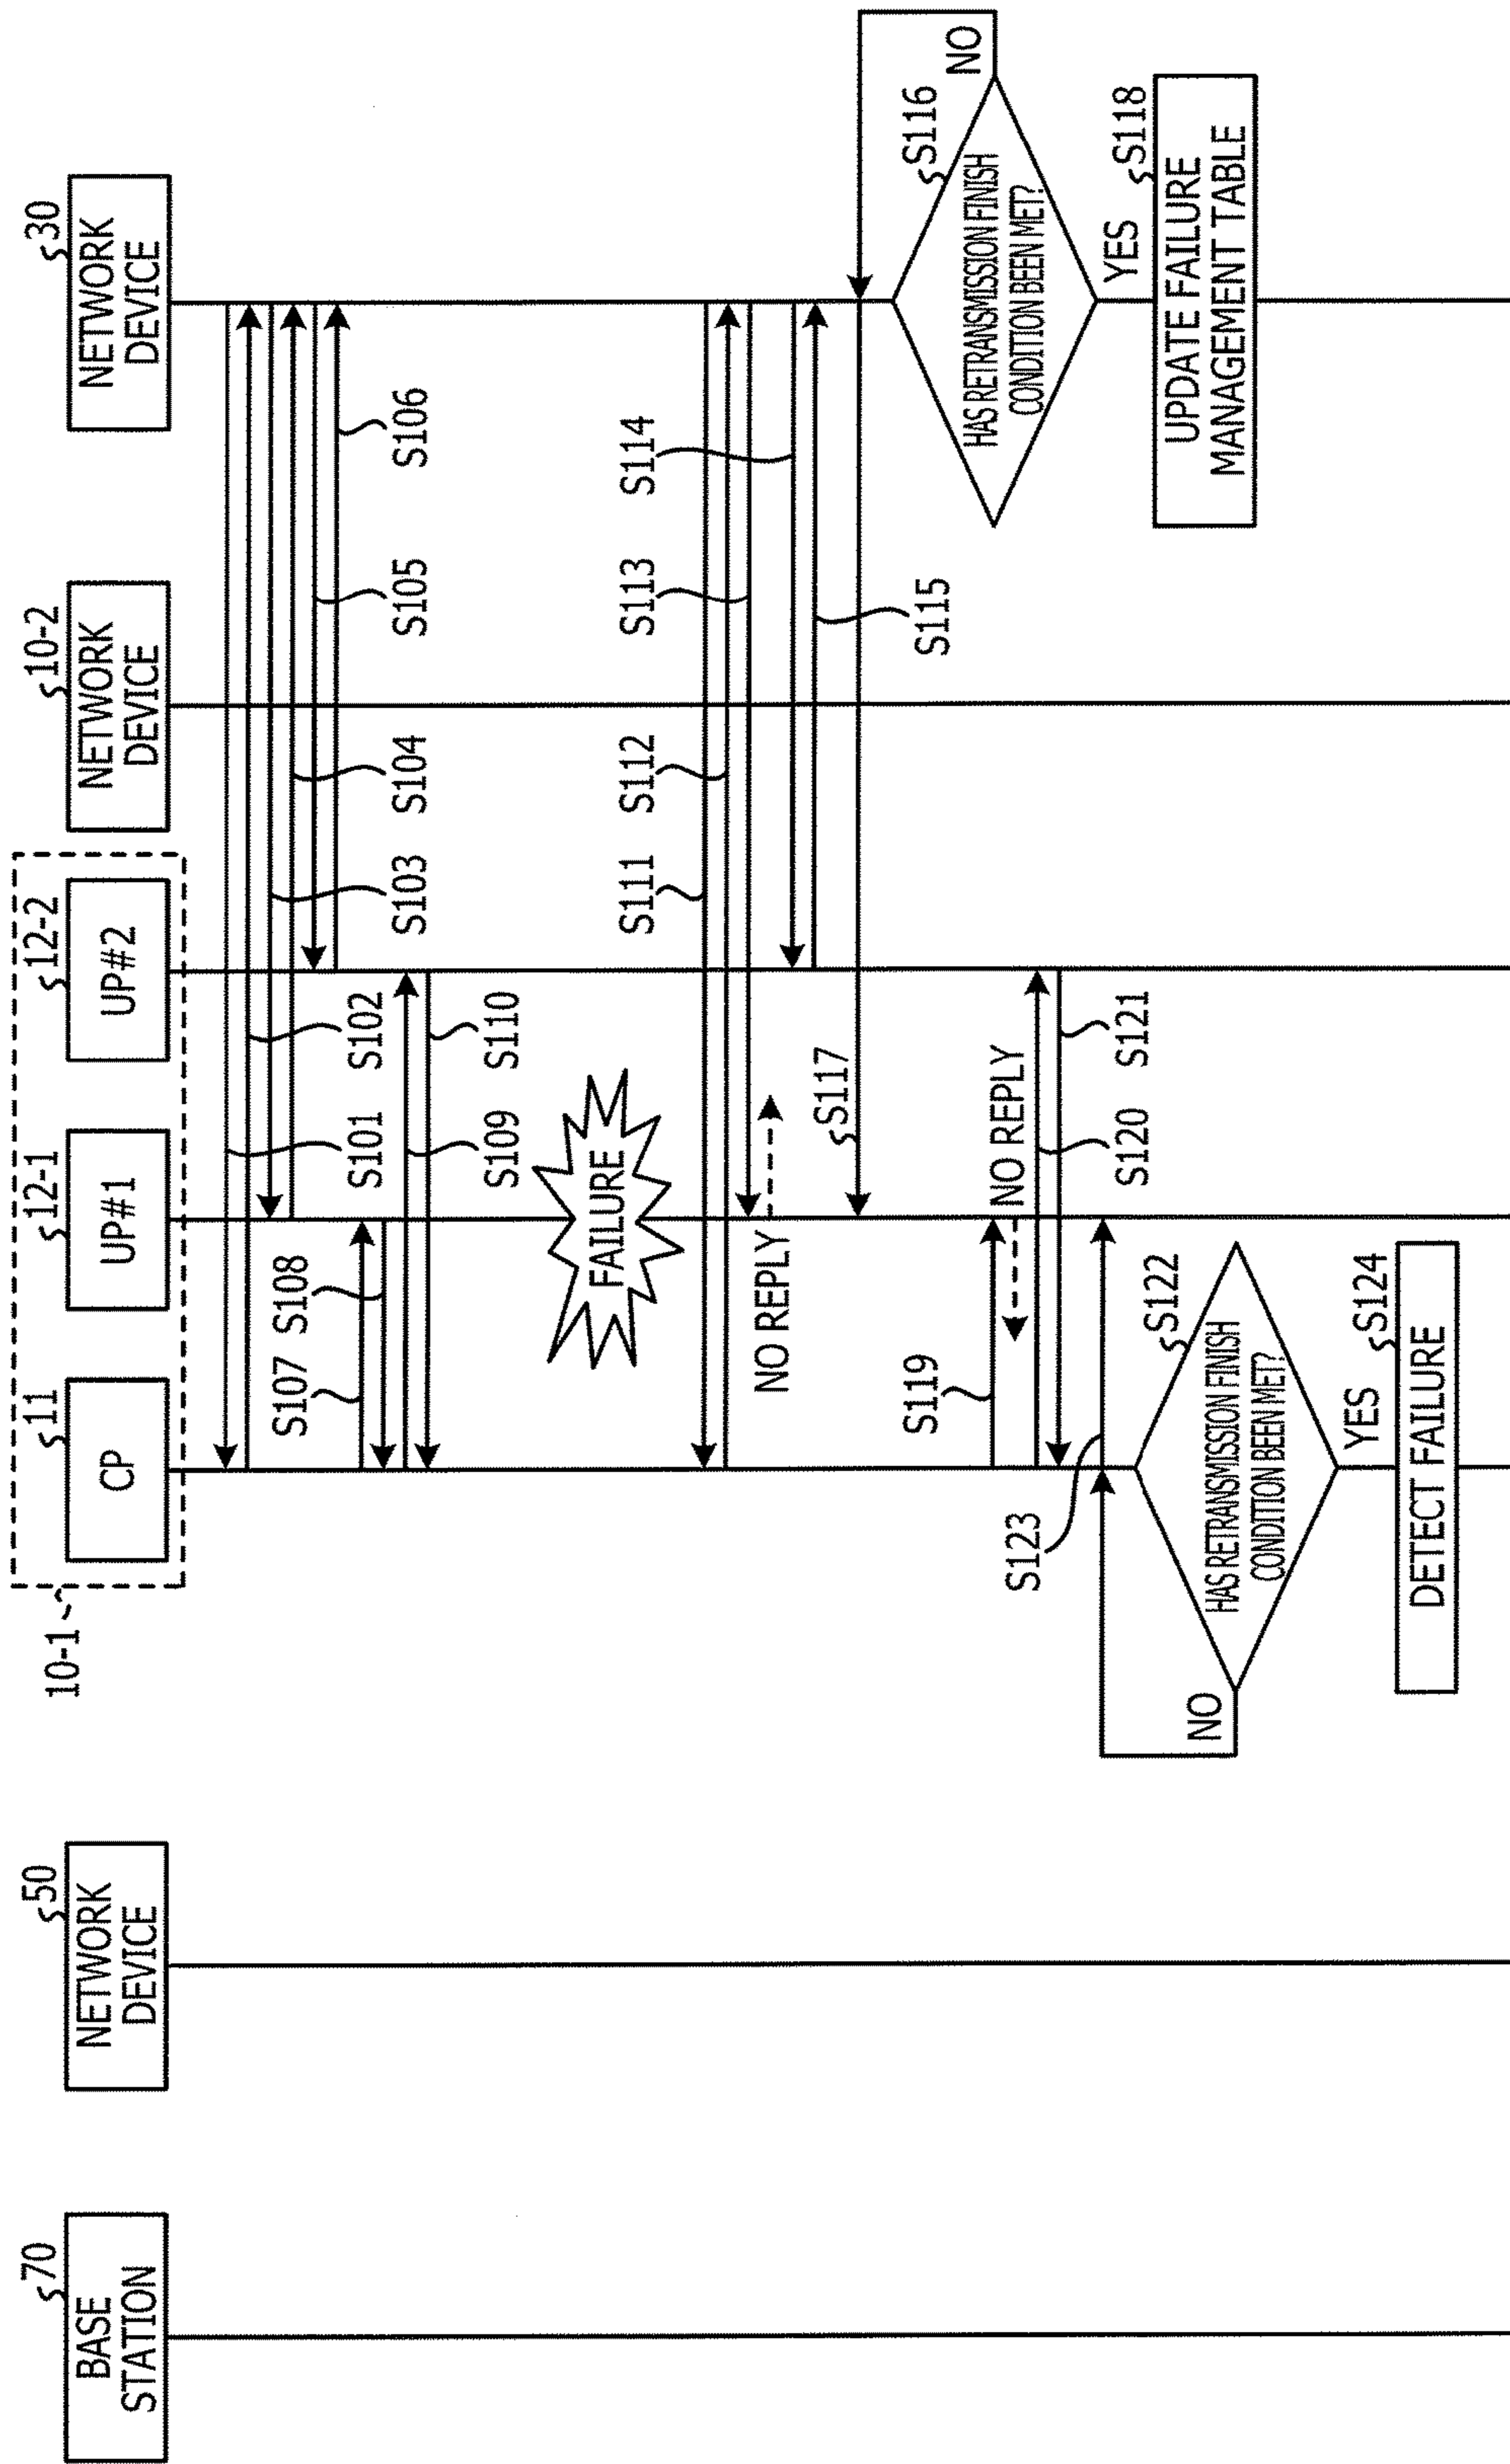 70
BASE
STATION
50
NETWORK
DEVICE
10-1
11
CP
12-1
UP#1
12-2
UP#2
10-2
NETWORK
DEVICE
30
NETWORK
DEVICE
S101
S102
S103
S104
S105
S106
S107
S108
S109
S110
FAILURE
S111
S112
S113
S114
NO REPLY
S115
S117
S116
HAS RETRANSMISSION FINISH
CONDITION BEEN MET?
NO
YES
S118
UPDATE FAILURE
MANAGEMENT TABLE
S119
NO REPLY
S120
S121
S123
S122
HAS RETRANSMISSION FINISH
CONDITION BEEN MET?
NO
YES
S124
DETECT FAILURE